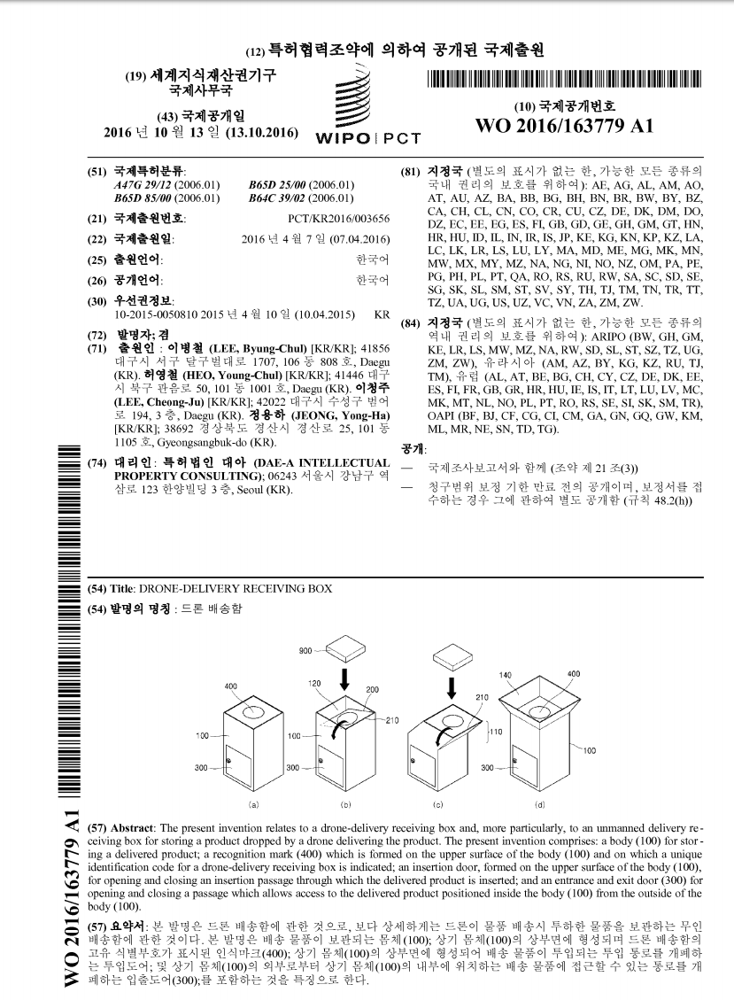 (12) 특허협력조약에 의하여 공개된 국제출원
(19) 세계지식재산권기구
국제사무국
(43) 국제공개일
2016 년 10 월 13 일 (13.10.2016)
WIPO | PCT
(10) 국제공개번호
WO 2016/163779 A1
(51) 국제특허분류:
A47G 29/12 (2006.01) B65D 25/00 (2006.01)
B65D 85/00 (2006.01) B64C 39/02 (2006.01)
(21) 국제출원번호: PCT/KR2016/003656
(22) 국제출원일: 2016 년 4 월 7 일 (07.04.2016)
(25) 출원언어: 한국어
(26) 공개언어: 한국어
(30) 우선권정보:
10-2015-0050810 2015 년 4 월 10 일 (10.04.2015) KR
(72) 발명자; 겸
(71) 출원인 : 이병철 (LEE, Byung-Chul) [KR/KR]; 41856
대구시 서구 달구벌대로 1707, 106 동 808 호, Daegu
(KR). 허영철 (HEO, Young-Chul) [KR/KR]; 41446 대구
시 북구 관음로 50, 101 동 1001 호, Daegu (KR). 이청주
(LEE, Cheong-Ju) [KR/KR]; 42022 대구시 수성구 범어
로 194, 3 층, Daegu (KR). 정용하 (JEONG, Yong-Ha)
[KR/KR]; 38692 경상북도 경산시 경산로 25, 101 동
1105 호, Gyeongsangbuk-do (KR).
(74) 대리인: 특허법인 대아 (DAE-A INTELLECTUAL
PROPERTY CONSULTING); 06243 서울시 강남구 역
삼로 123 한양빌딩 3 층, Seoul (KR).
(81) 지정국 (별도의 표시가 없는 한, 가능한 모든 종류의
국내 권리의 보호를 위하여): AE, AG, AL, AM, AO,
AT, AU, AZ, BA, BB, BG, BH, BN, BR, BW, BY, BZ,
CA, CH, CL, CN, CO, CR, CU, CZ, DE, DK, DM, DO,
DZ, EC, EE, EG, ES, FI, GB, GD, GE, GH, GM, GT, HN,
HR, HU, ID, IL, IN, IR, IS, JP, KE, KG, KN, KP, KZ, LA,
LC, LK, LR, LS, LU, LY, MA, MD, ME, MG, MK, MN,
MW, MX, MY, MZ, NA, NG, NI, NO, NZ, OM, PA, PE,
PG, PH, PL, PT, QA, RO, RS, RU, RW, SA, SC, SD, SE,
SG, SK, SL, SM, ST, SV, SY, TH, TJ, TM, TN, TR, TT,
TZ, UA, UG, US, UZ, VC, VN, ZA, ZM, ZW.
(84) 지정국 (별도의 표시가 없는 한, 가능한 모든 종류의
역내 권리의 보호를 위하여): ARIPO (BW, GH, GM,
KE, LR, LS, MW, MZ, NA, RW, SD, SL, ST, SZ, TZ, UG,
ZM, ZW), 유라시아 (AM, AZ, BY, KG, KZ, RU, TJ,
TM), 유럽 (AL, AT, BE, BG, CH, CY, CZ, DE, DK, EE,
ES, FI, FR, GB, GR, HR, HU, IE, IS, IT, LT, LU, LV, MC,
MK, MT, NL, NO, PL, PT, RO, RS, SE, SI, SK, SM, TR),
OAPI (BF, BJ, CF, CG, CI, CM, GA, GN, GQ, GW, KM,
ML, MR, NE, SN, TD, TG).
공개:
— 국제조사보고서와 함께 (조약 제 21 조(3))
— 청구범위 보정 기한 만료 전의 공개이며, 보정서를 접
수하는 경우 그에 관하여 별도 공개함 (규칙 48.2(h))
(54) Title: DRONE-DELIVERY RECEIVING BOX
(54) 발명의 명칭 : 드론 배송함
400
100
300
(a)
900
120
200
210
100
300
(b)
210
110
(c)
140
400
100
300
(d)
(57) Abstract: The present invention relates to a drone-delivery receiving box and, more particularly, to an unmanned delivery re-
ceiving box for storing a product dropped by a drone delivering the product. The present invention comprises: a body (100) for stor-
ing a delivered product; a recognition mark (400) which is formed on the upper surface of the body (100) and on which a unique
identification code for a drone-delivery receiving box is indicated; an insertion door, formed on the upper surface of the body (100),
for opening and closing an insertion passage through which the delivered product is inserted; and an entrance and exit door (300) for
opening and closing a passage which allows access to the delivered product positioned inside the body (100) from the outside of the
body (100).
(57) 요약서: 본 발명은 드론 배송함에 관한 것으로, 보다 상세하게는 드론이 물품 배송시 투하한 물품을 보관하는 무인
배송함에 관한 것이다. 본 발명은 배송 물품이 보관되는 몸체(100); 상기 몸체(100)의 상부면에 형성되며 드론 배송함의
고유 식별부호가 표시된 인식마크(400); 상기 몸체(100)의 상부면에 형성되어 배송 물품이 투입되는 투입 통로를 개폐하
는 투입도어; 및 상기 몸체(100)의 외부로부터 상기 몸체(100)의 내부에 위치하는 배송 물품에 접근할 수 있는 통로를 개
폐하는 입출도어(300);를 포함하는 것을 특징으로 한다.
WO 2016/163779 A1